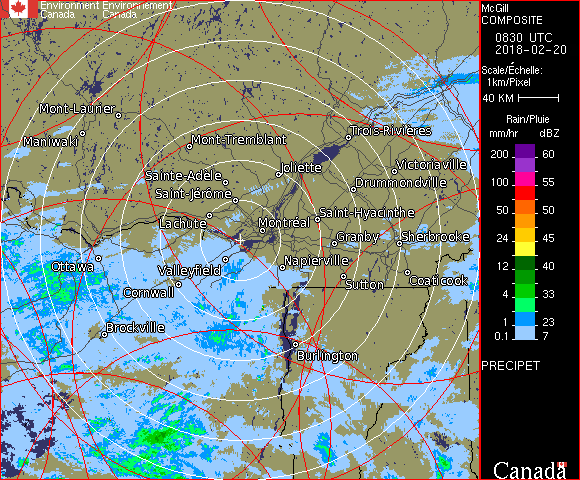 Environment Environnement
Canada Canada
McGill
COMPOSITE
0830 UTC
2018-02-20
Scale/Échelle:
1km/Pixel
40 KM
Rain/Pluie
mm/hr dBZ
200 60
100 55
50 50
24 45
12 40
4 33
1 23
0.1 7
PRECIPET
Canada
Mont-Laurier
Maniwaki
Mont-Tremblant
Trois-Rivières
Joliette
Victoriaville
Sainte-Adèle
Drummondville
Saint-Jérôme
Saint-Hyacinthe
Lachute
Montréal
Granby
Sherbrooke
Ottawa
Valleyfield
Napierville
Cornwall
Sutton
Coaticook
Brockville
Burlington